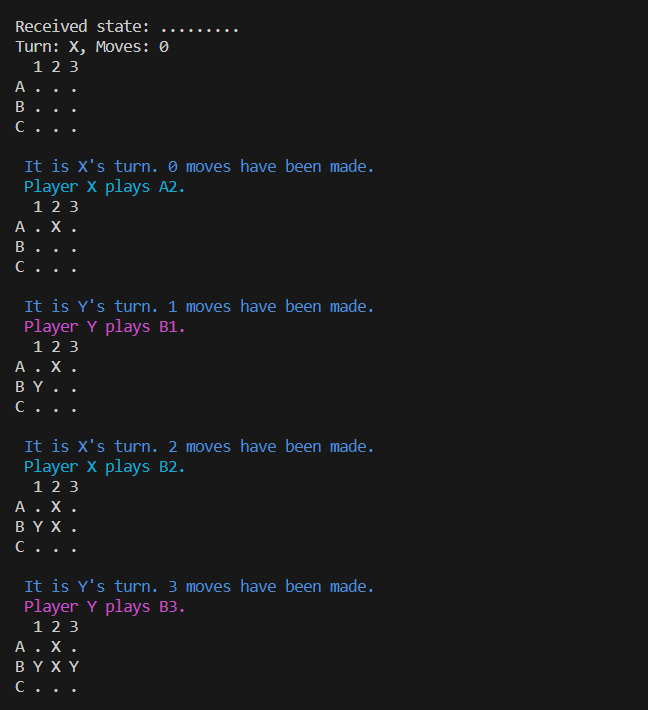 Received state: .........
Turn: X, Moves: 0
  1 2 3
A . . .
B . . .
C . . .

 It is X's turn. 0 moves have been made.
 Player X plays A2.
  1 2 3
A . X .
B . . .
C . . .

 It is Y's turn. 1 moves have been made.
 Player Y plays B1.
  1 2 3
A . X .
B Y . .
C . . .

 It is X's turn. 2 moves have been made.
 Player X plays B2.
  1 2 3
A . X .
B Y X .
C . . .

 It is Y's turn. 3 moves have been made.
 Player Y plays B3.
  1 2 3
A . X .
B Y X Y
C . . .